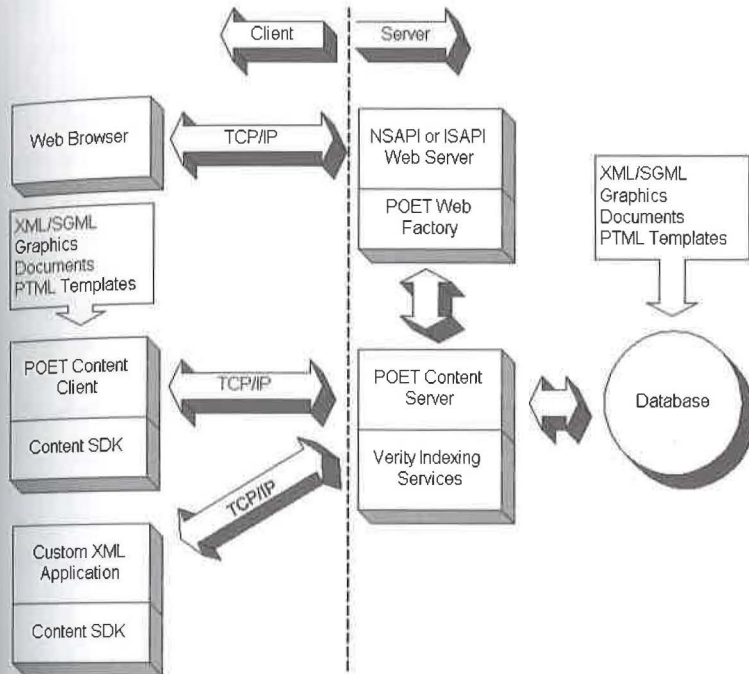 Client
Server
Web Browser
TCP/IP
NSAPI or ISAPI
Web Server
POET Web
Factory
XML/SGML
Graphics
Documents
PTML Templates
XML/SGML
Graphics
Documents
PTML Templates
POET Content
Client
Content SDK
TCP/IP
POET Content
Server
Verity Indexing
Services
Database
TCP/IP
Custom XML
Application
Content SDK